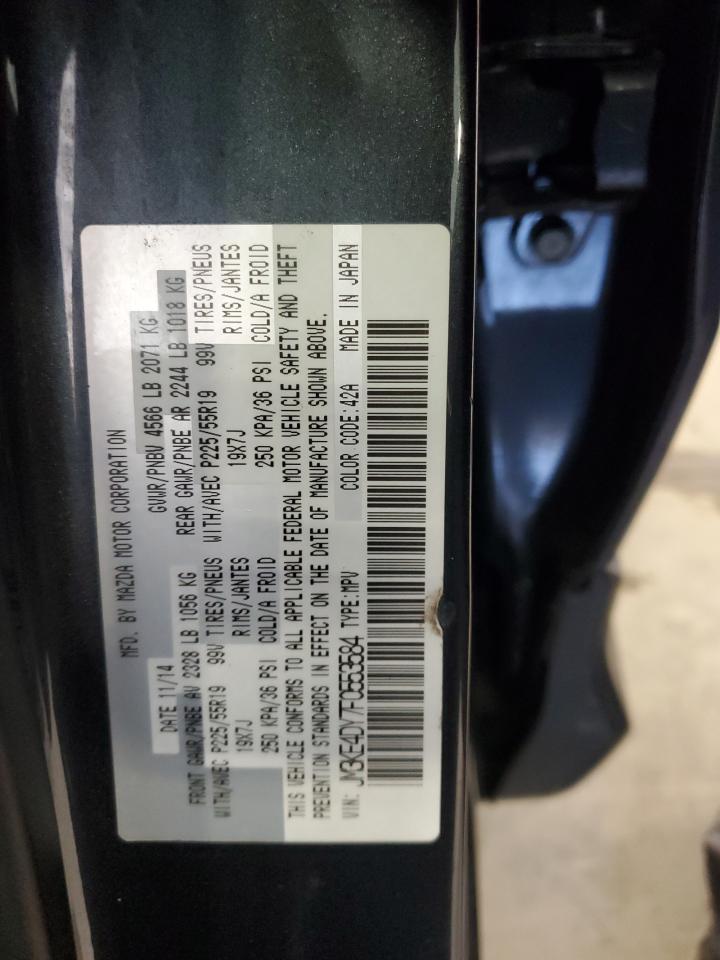 MFD. BY MAZDA MOTOR CORPORATION
DATE 11/14 GVWR/PNBV 4566 LB 2071 KG
FRONT GAWR/PNBE AV 2328 LB 1056 KG REAR GAWR/PNBE AR 2244 LB 1018 KG
WITH/AVEC P225/55R19 99V TIRES/PNEUS WITH/AVEC P225/55R19 99V TIRES/PNEUS
19X7J RIMS/JANTES 19X7J RIMS/JANTES
250 KPA/36 PSI COLD/A FROID 250 KPA/36 PSI COLD/A FROID
THIS VEHICLE CONFORMS TO ALL APPLICABLE FEDERAL MOTOR VEHICLE SAFETY AND THEFT
PREVENTION STANDARDS IN EFFECT ON THE DATE OF MANUFACTURE SHOWN ABOVE.
VIN: JM3KE4DY7F0553584 TYPE:MPV COLOR CODE:42A MADE IN JAPAN